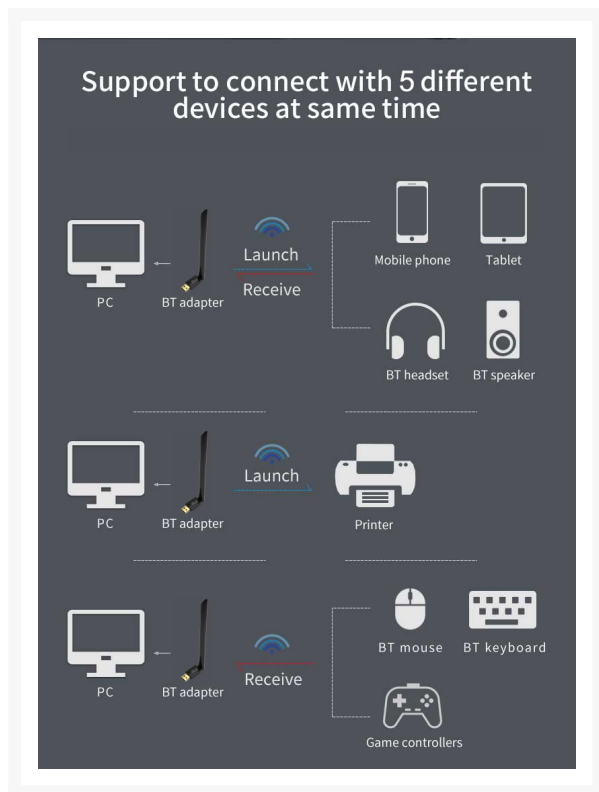 Support to connect with 5 different
devices at same time
Launch
Receive
PC
BT adapter
Mobile phone
Tablet
BT headset
BT speaker
Launch
PC
BT adapter
Printer
Receive
PC
BT adapter
BT mouse
BT keyboard
Game controllers